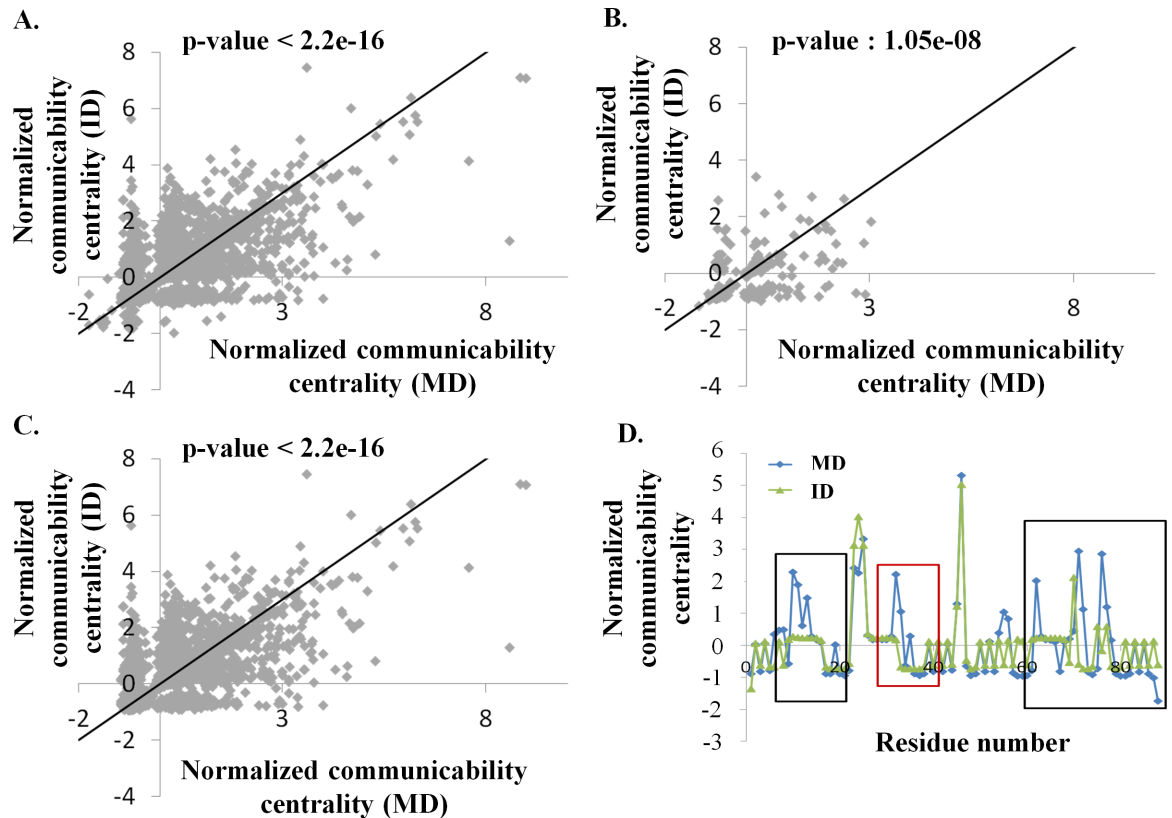 A.
p-value < 2.2e-16
Normalized
communicability
centrality (ID)
8
6
4
2
0
-2
-4
-2
3
8
Normalized communicability
centrality (MD)
B.
p-value : 1.05e-08
Normalized
communicability
centrality (ID)
8
6
4
2
0
-2
-4
-2
3
8
Normalized communicability
centrality (MD)
C.
p-value < 2.2e-16
Normalized
communicability
centrality (ID)
8
6
4
2
0
-2
-4
-2
3
8
Normalized communicability
centrality (MD)
D.
Normalized
communicability
centrality
6
5
4
3
2
1
0
-1
-2
-3
MD
ID
0
20
40
60
80
Residue number